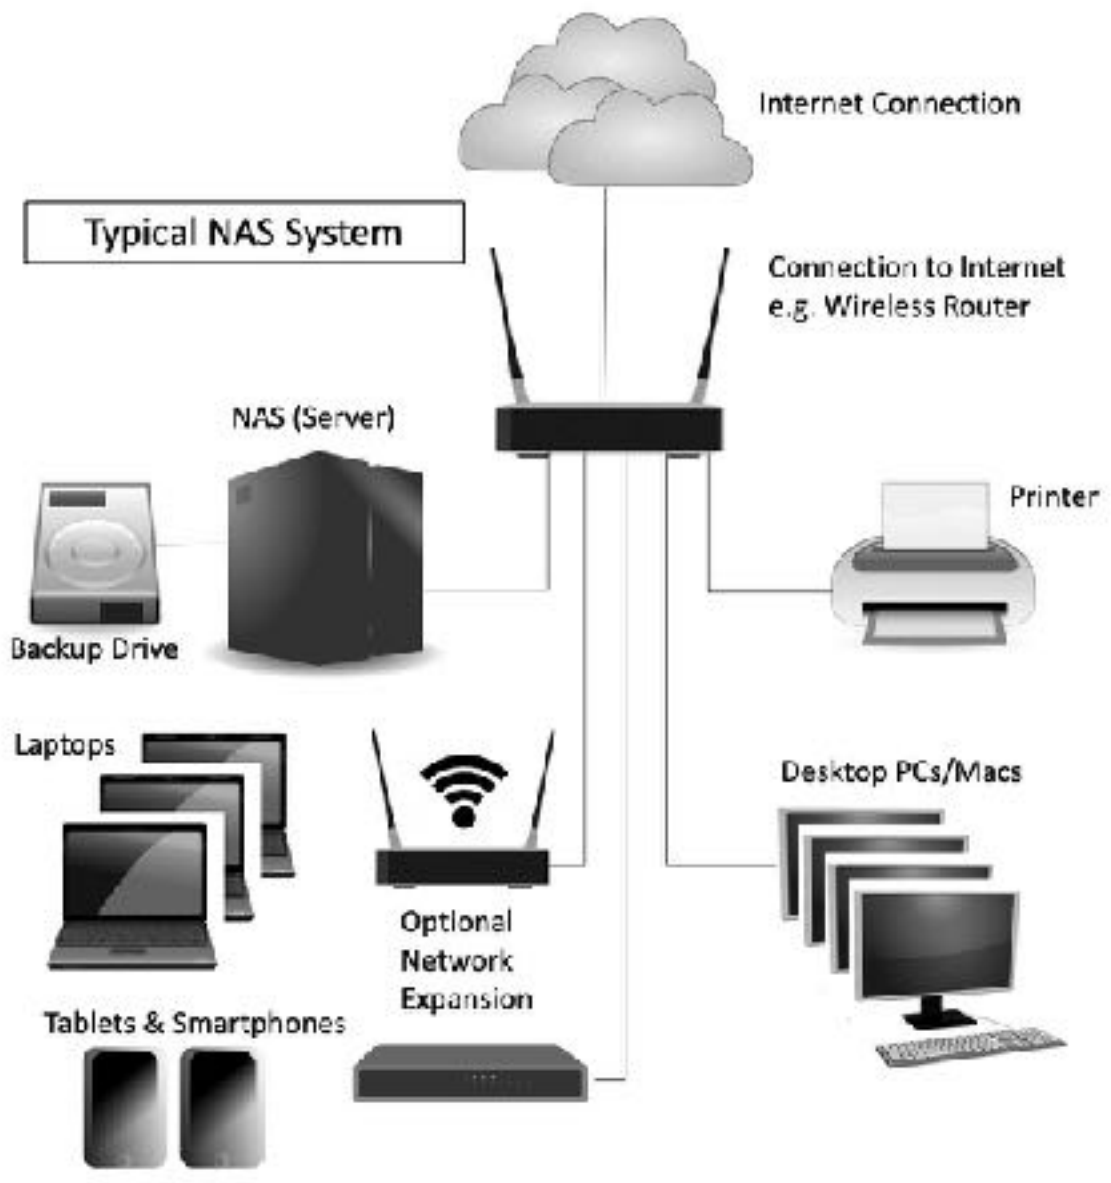 Internet Connection
Typical NAS System
Connection to Internet
e.g. Wireless Router
NAS (Server)
Printer
Backup Drive
Laptops
Desktop PCs/Macs
Optional
Network
Expansion
Tablets & Smartphones